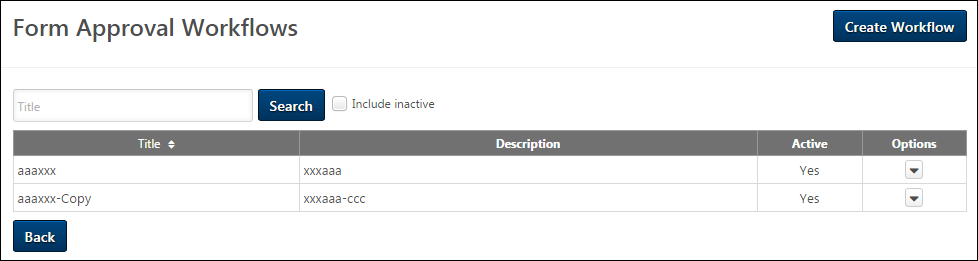 Form Approval Workflows
Create Workflow
Title
Search
Include inactive
Title Description Active Options
aaaxxx xxxaaa Yes
aaaxxx-Copy xxxaaa-ccc Yes
Back